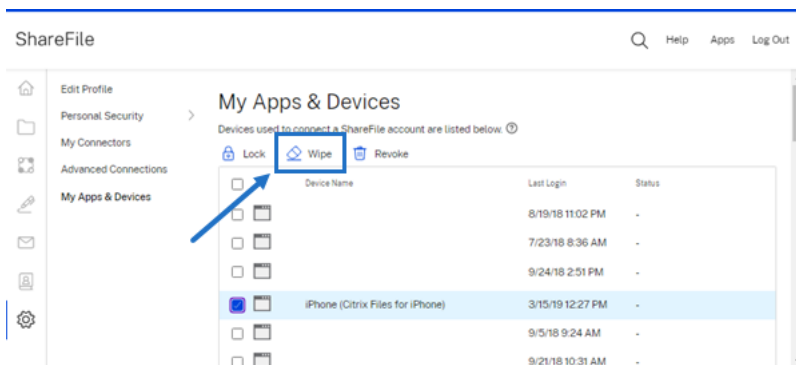 ShareFile
Help Apps Log Out
Edit Profile
Personal Security
My Connectors
Advanced Connections
My Apps & Devices
My Apps & Devices
Devices used to connect a ShareFile account are listed below.
Lock Wipe Revoke
Device Name Last Login Status
8/19/18 11:02 PM -
7/23/18 8:36 AM -
9/24/18 2:51 PM -
iPhone (Citrix Files for iPhone) 3/15/19 12:27 PM -
9/5/18 9:24 AM -
9/21/18 10:31 AM -